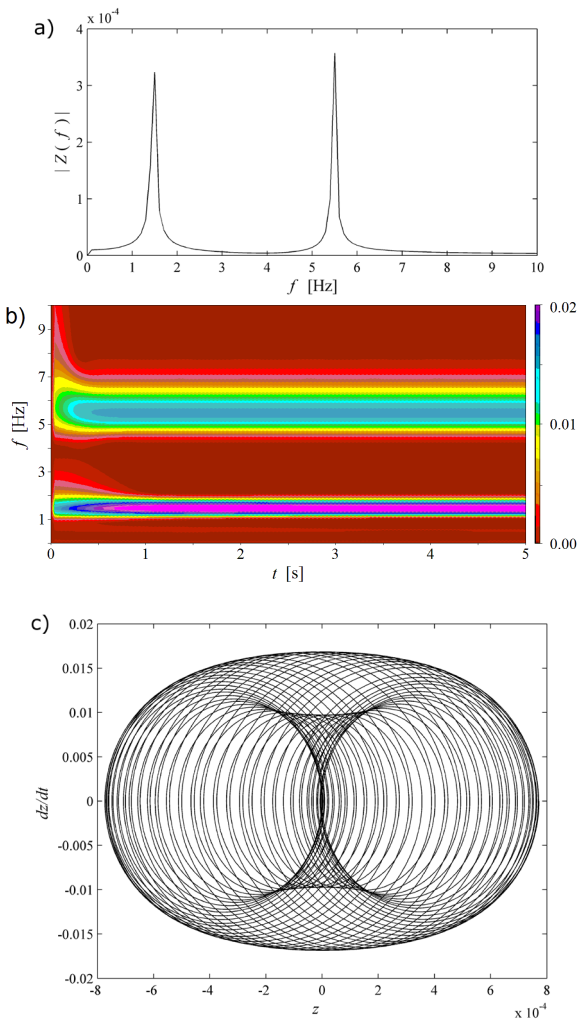 a)
x 10⁻⁴
4
3
2
1
0
| Z ( f ) |
0 1 2 3 4 5 6 7 8 9 10
f [Hz]
b)
9
7
5
3
1
f [Hz]
0 1 2 3 4 5
t [s]
0.02
0.01
0.00
c)
0.02
0.015
0.01
0.005
0
-0.005
-0.01
-0.015
-0.02
dz/dt
-8 -6 -4 -2 0 2 4 6 8
z
x 10⁻⁴